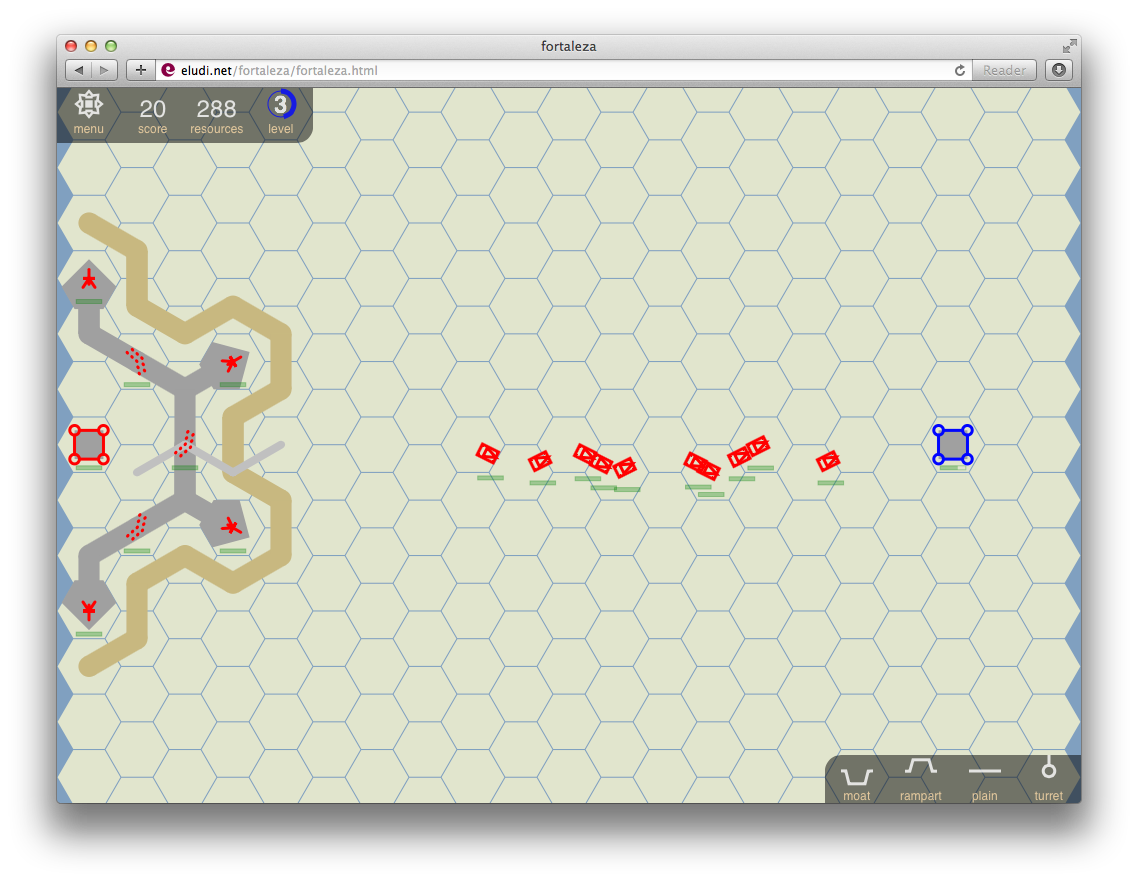 fortaleza
eludi.net/fortaleza/fortaleza.html
Reader
20 288 3
menu score resources level
moat rampart plain turret